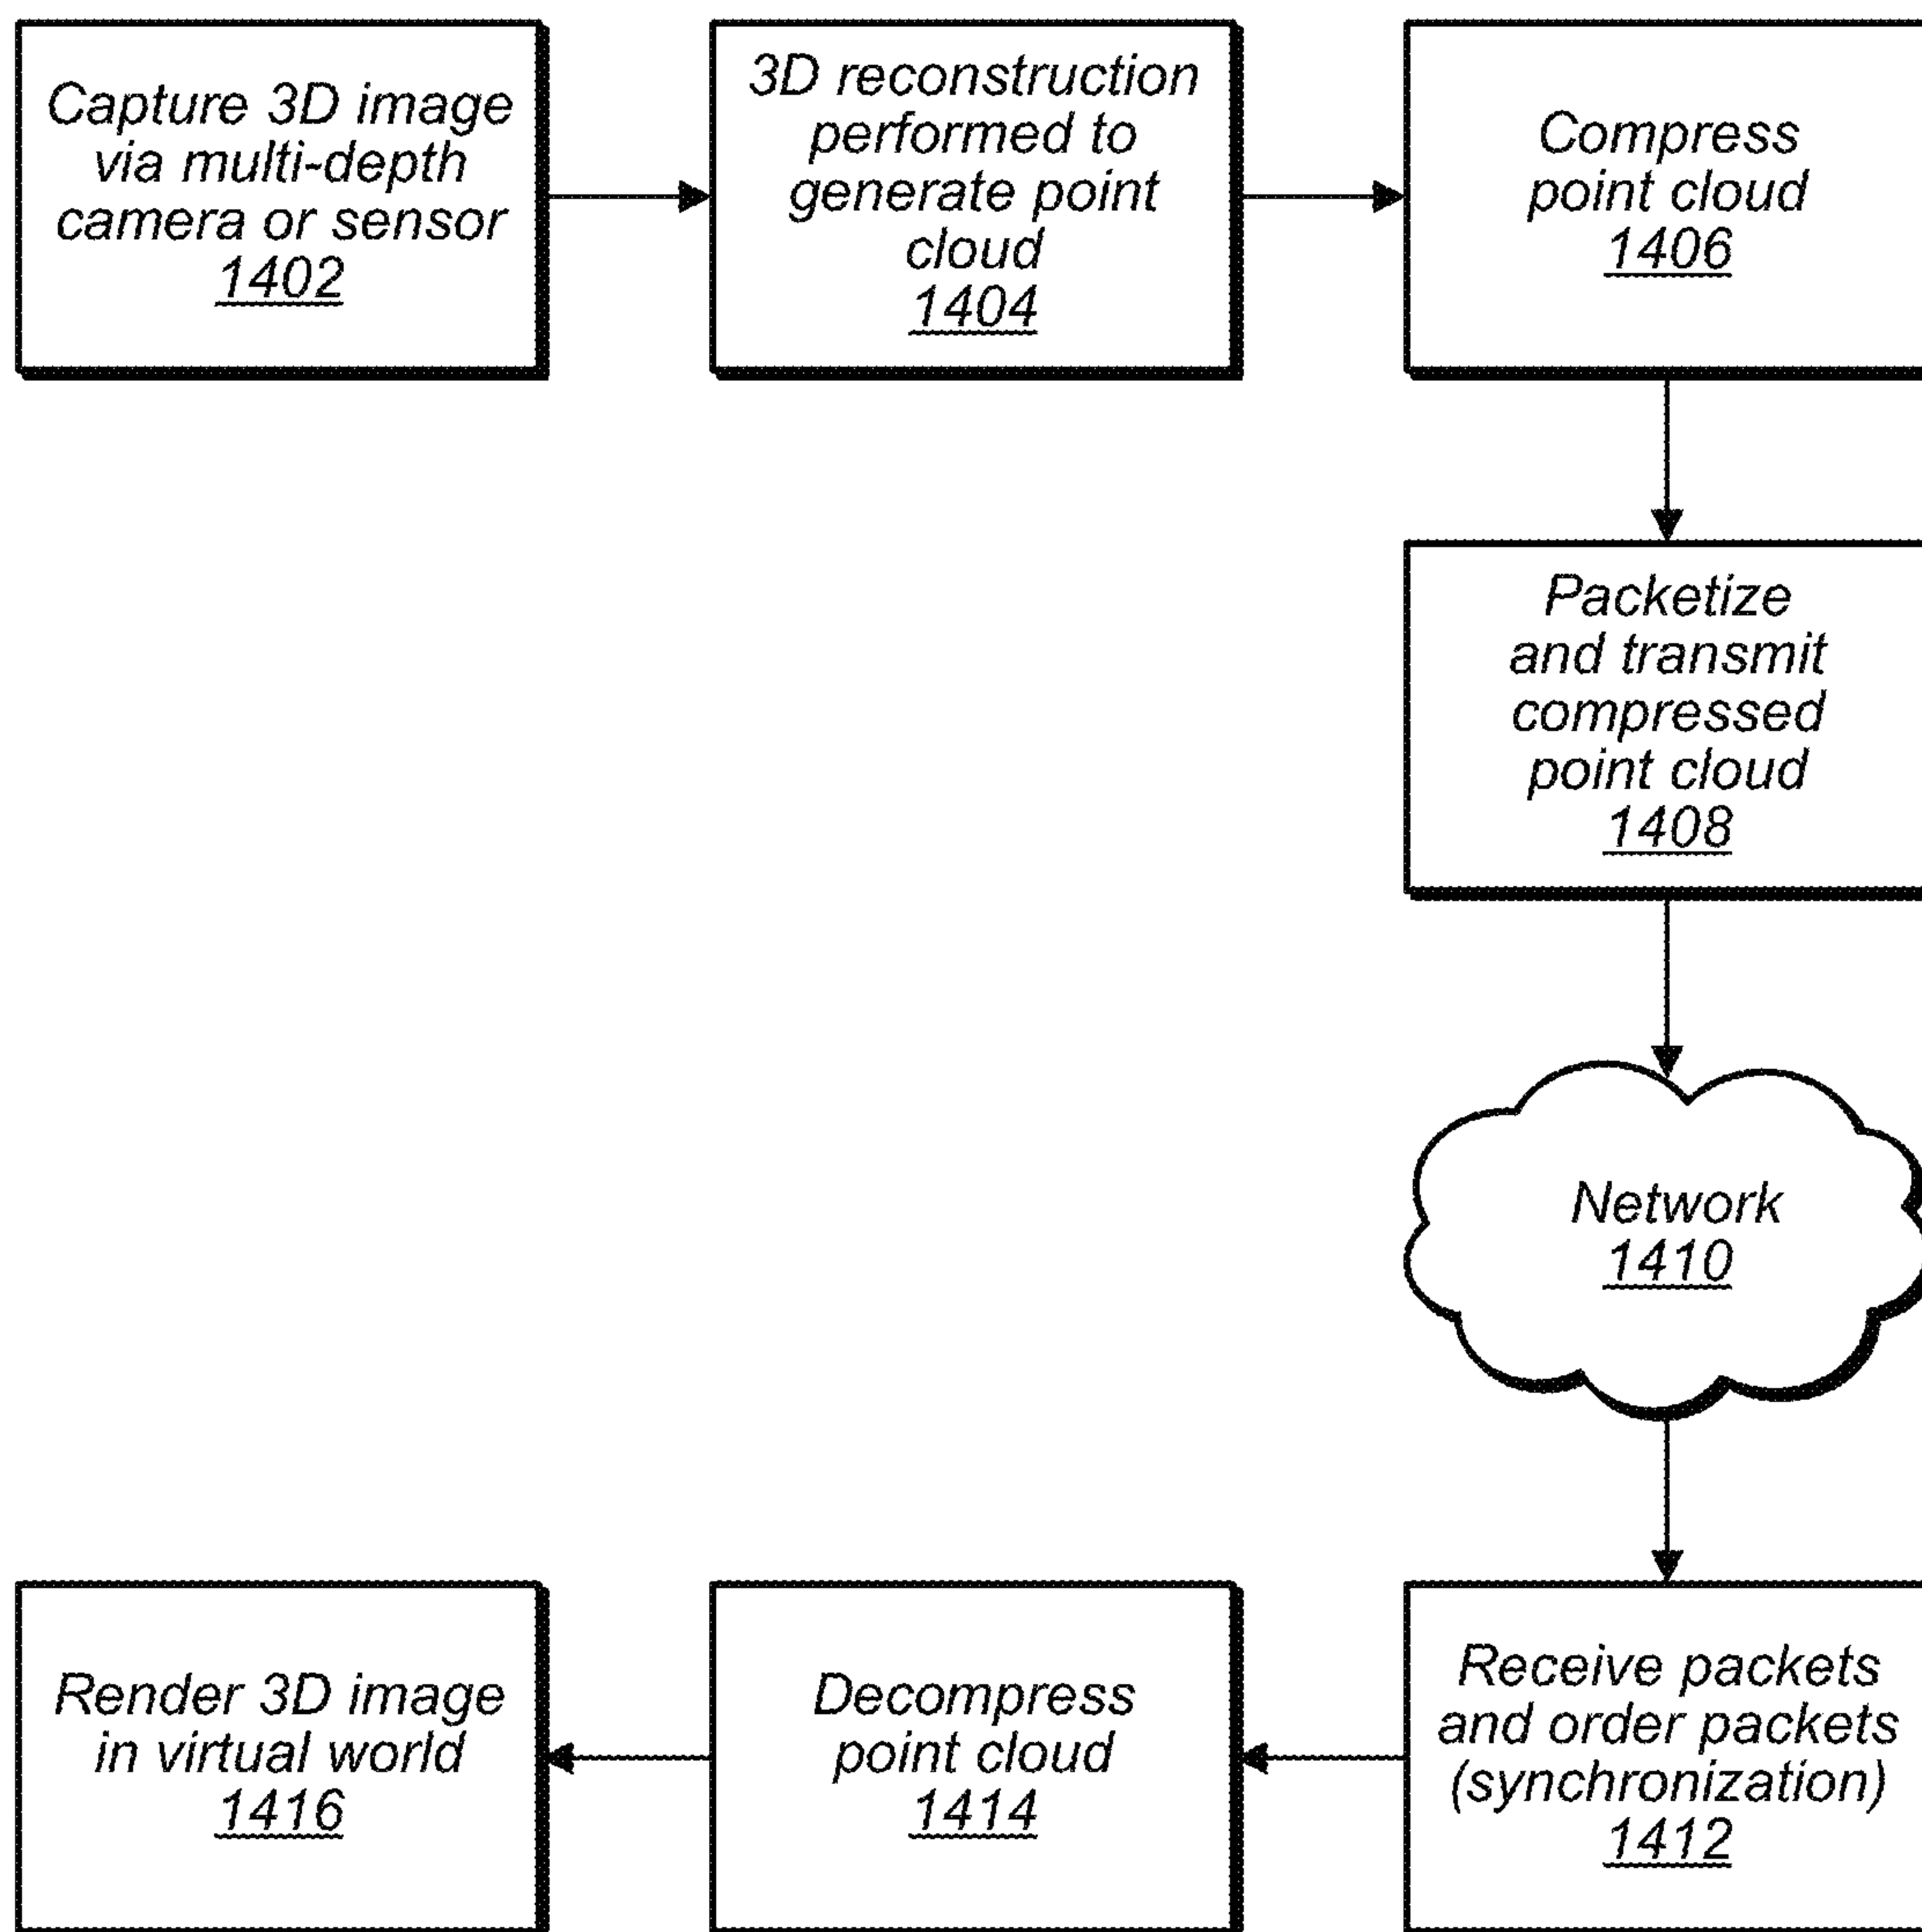 Capture 3D image
via multi-depth
camera or sensor
1402
3D reconstruction
performed to
generate point
cloud
1404
Compress
point cloud
1406
Packetize
and transmit
compressed
point cloud
1408
Network
1410
Receive packets
and order packets
(synchronization)
1412
Decompress
point cloud
1414
Render 3D image
in virtual world
1416